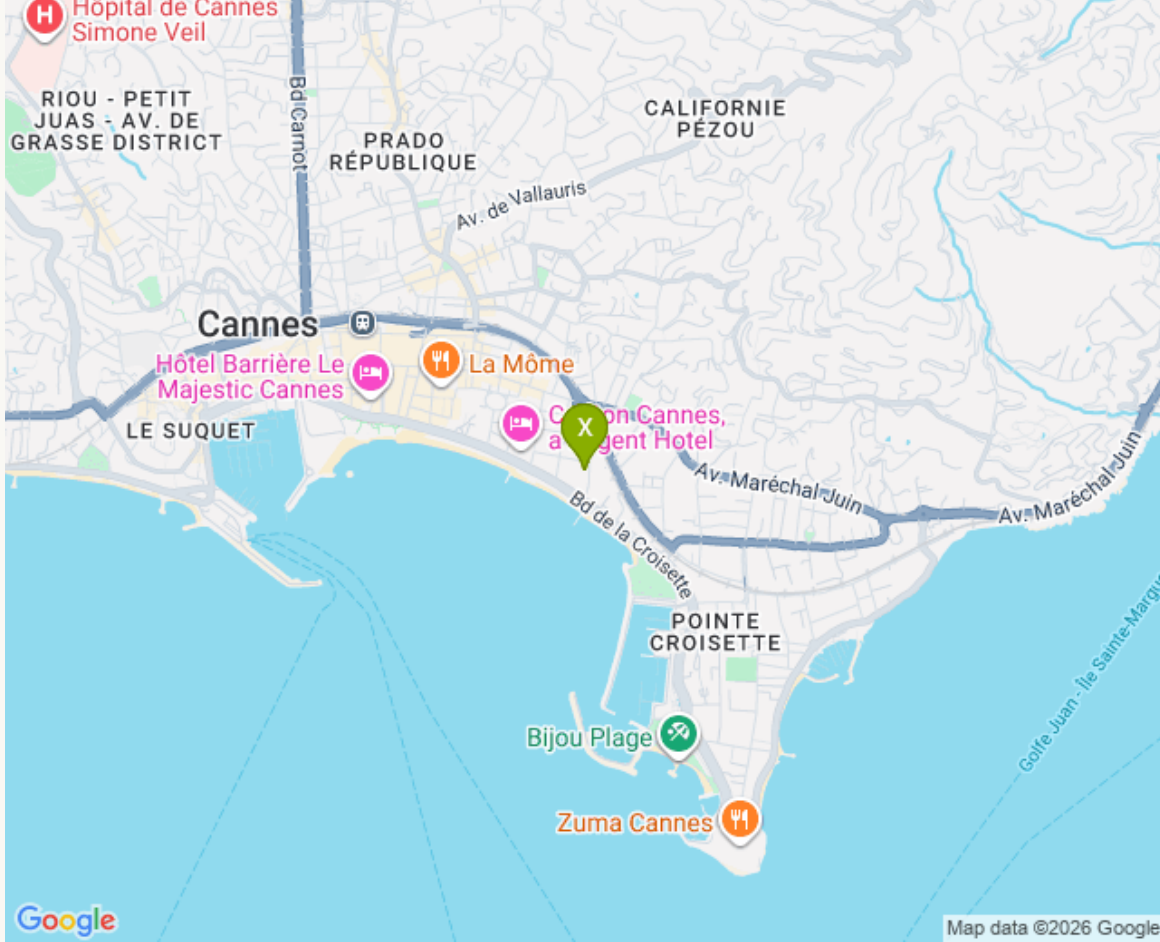 Hôpital de Cannes
Simone Veil
H
RIOU - PETIT
JUAS - AV. DE
GRASSE DISTRICT
Bd Carnot
PRADO
RÉPUBLIQUE
CALIFORNIE
PÉZOU
Av. de Vallauris
Cannes
Hôtel Barrière Le
Majestic Cannes
La Môme
LE SUQUET
Cannes,
Hotel
X
Av. Maréchal Juin
Av. Maréchal Juin
Bd de la Croisette
POINTE
CROISETTE
Golfe Juan - Île Sainte-Margue
Bijou Plage
Zuma Cannes
Google
Map data ©2026 Google